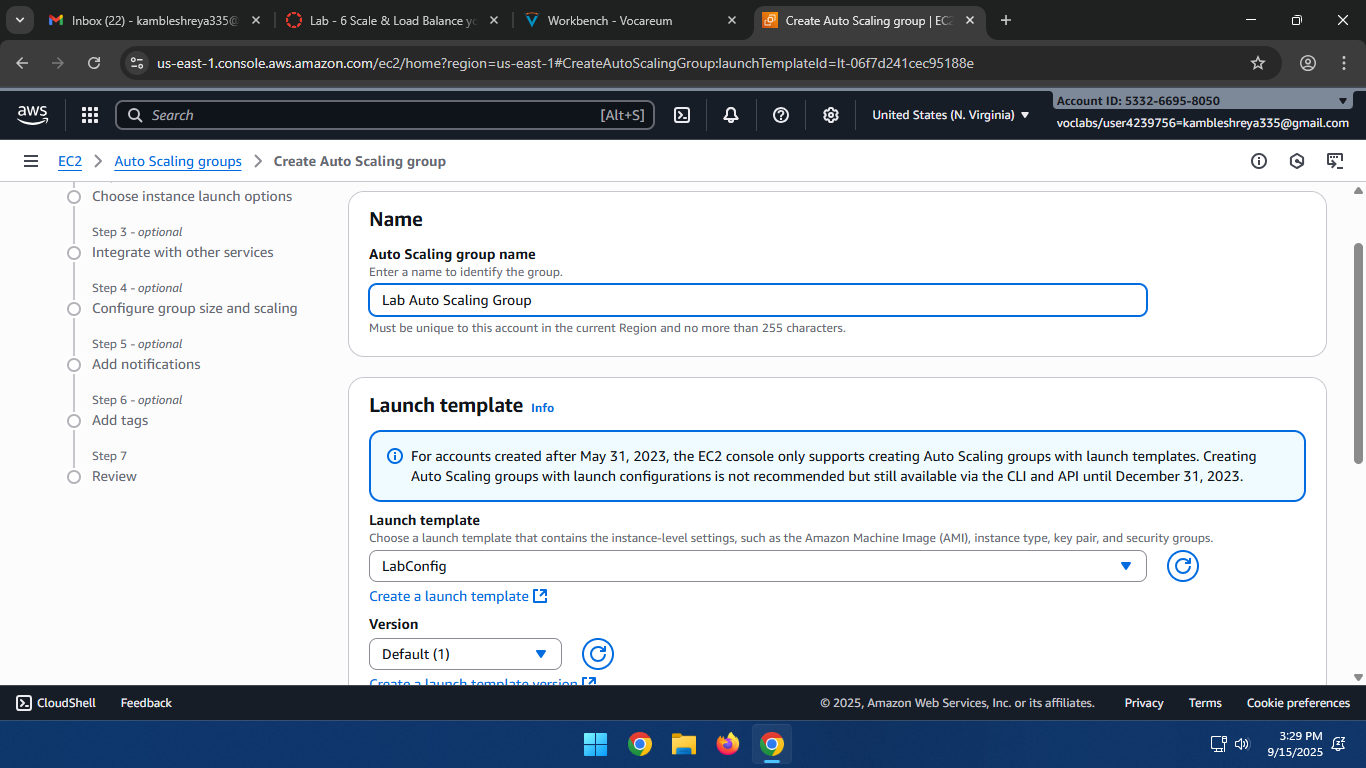 Inbox (22) - kambleshreya335@
Lab - 6 Scale & Load Balance yo
Workbench - Vocareum
Create Auto Scaling group | EC2
us-east-1.console.aws.amazon.com/ec2/home?region=us-east-1#CreateAutoScalingGroup:launchTemplateId=lt-06f7d241cec95188e
aws
Search
[Alt+S]
United States (N. Virginia)
Account ID: 5332-6695-8050
voclabs/user4239756=kambleshreya335@gmail.com
EC2
Auto Scaling groups
Create Auto Scaling group
Choose instance launch options
Step 3 - optional
Integrate with other services
Step 4 - optional
Configure group size and scaling
Step 5 - optional
Add notifications
Step 6 - optional
Add tags
Step 7
Review
Name
Auto Scaling group name
Enter a name to identify the group.
Lab Auto Scaling Group
Must be unique to this account in the current Region and no more than 255 characters.
Launch template Info
For accounts created after May 31, 2023, the EC2 console only supports creating Auto Scaling groups with launch templates. Creating
Auto Scaling groups with launch configurations is not recommended but still available via the CLI and API until December 31, 2023.
Launch template
Choose a launch template that contains the instance-level settings, such as the Amazon Machine Image (AMI), instance type, key pair, and security groups.
LabConfig
Create a launch template
Version
Default (1)
Create a launch template version
CloudShell
Feedback
© 2025, Amazon Web Services, Inc. or its affiliates.
Privacy
Terms
Cookie preferences
3:29 PM
9/15/2025